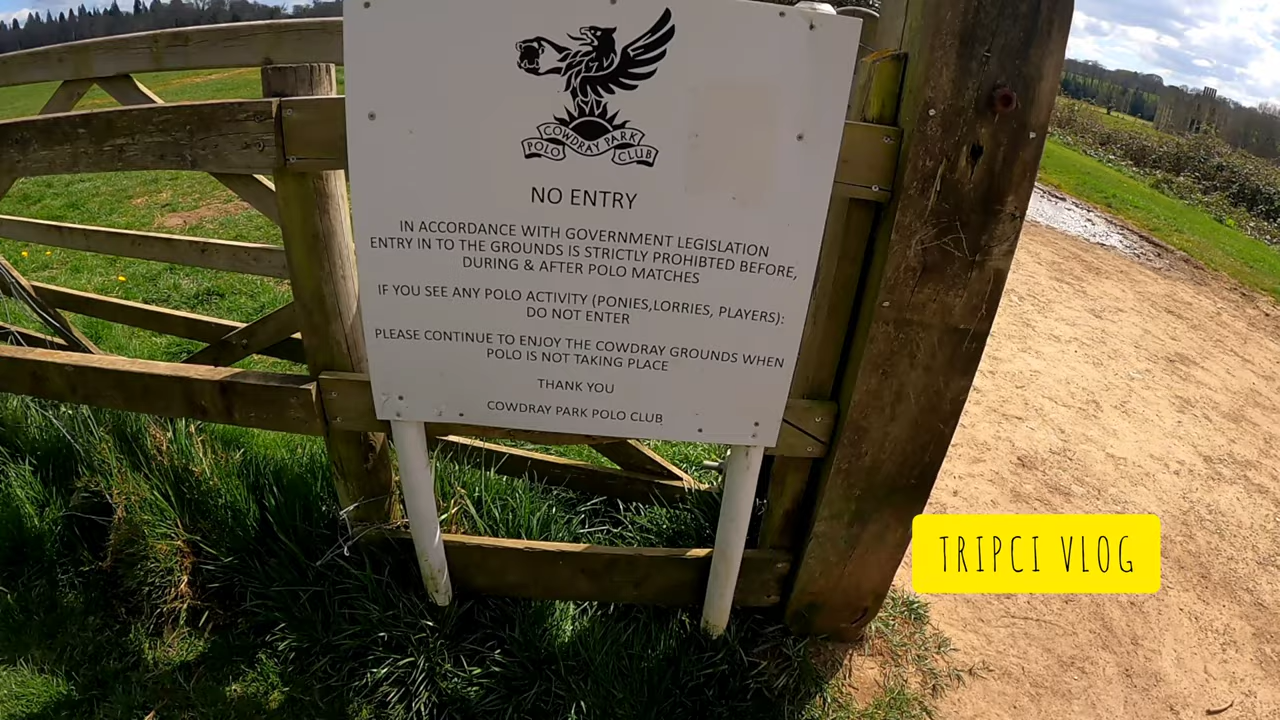 COWDRAY PARK
POLO CLUB
NO ENTRY
IN ACCORDANCE WITH GOVERNMENT LEGISLATION
ENTRY IN TO THE GROUNDS IS STRICTLY PROHIBTED BEFORE,
DURING & AFTER POLO MATCHES
IF YOU SEE ANY POLO ACTIVITY (PONIES,LORRIES, PLAYERS):
DO NOT ENTER
PLEASE CONTINUE TO ENJOY THE COWDRAY GROUNDS WHEN
POLO IS NOT TAKING PLACE
THANK YOU
COWDRAY PARK POLO CLUB
TRIPCI VLOG